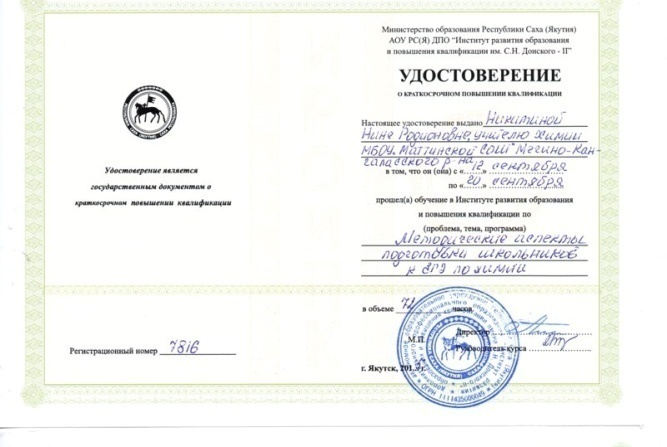 Министерство образования Республики Саха (Якутия)
АОУ РС(Я) ДПО "Институт развития образования
и повышения квалификации им. С.Н. Донского - II"
УДОСТОВЕРЕНИЕ
О КРАТКОСРОЧНОМ ПОВЫШЕНИИ КВАЛИФИКАЦИИ
Настоящее удостоверение выдано Никитиной
Нине Родионовне, учителю химии
МБОУ "Маттинской СОШ" Мегино-Кан-
галасского р-на
в том, что он (она) с «12» сентября
по «20» сентября
прошел(а) обучение в Институте развития образования
и повышения квалификации по
(проблема, тема, программа)
Методические аспекты
подготовки школьников
к ЕГЭ по химии
в объеме 72 часов.
М.П.
Директор
Руководитель курса
г. Якутск, 201
Удостоверение является
государственным документом о
краткосрочном повышении квалификации
Регистрационный номер 7816